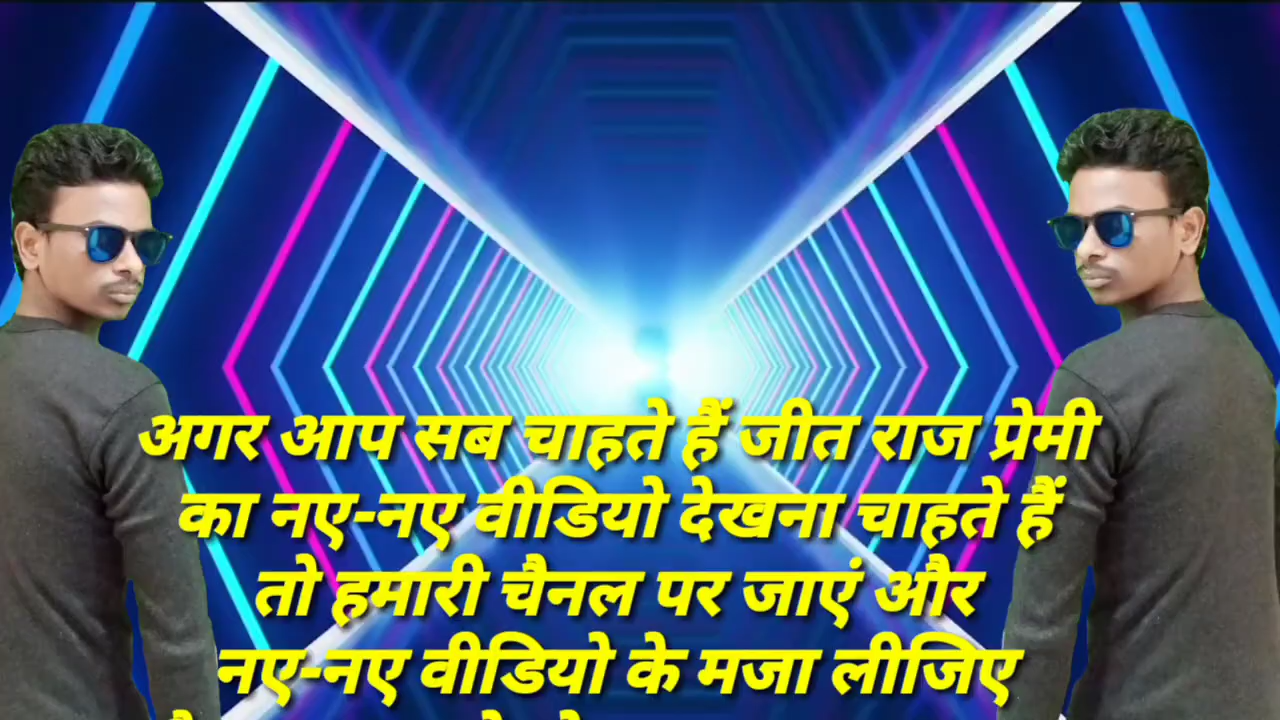 अगर आप सब चाहते हैं जीत राज प्रेमी
का नए-नए वीडियो देखना चाहते हैं
तो हमारी चैनल पर जाएं और
नए-नए वीडियो के मजा लीजिए